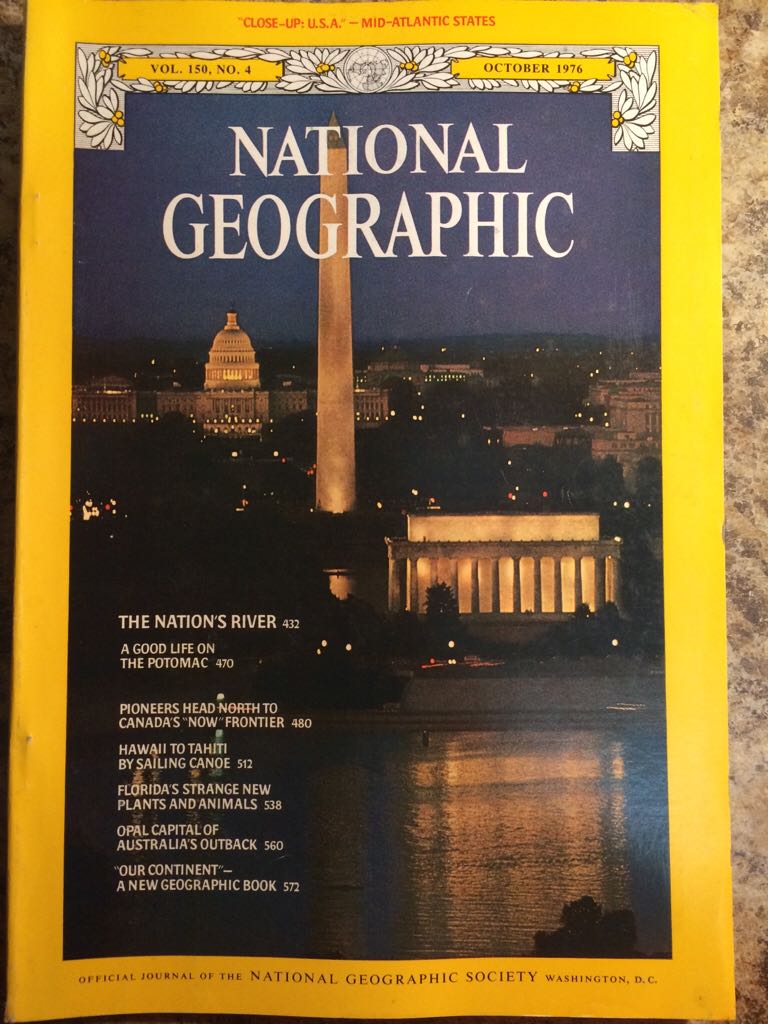 "CLOSE-UP: U.S.A." – MID-ATLANTIC STATES
VOL. 150, NO. 4
OCTOBER 1976
NATIONAL
GEOGRAPHIC
THE NATION'S RIVER 432
A GOOD LIFE ON
THE POTOMAC 470
PIONEERS HEAD NORTH TO
CANADA'S "NOW" FRONTIER 480
HAWAII TO TAHITI
BY SAILING CANOE 512
FLORIDA'S STRANGE NEW
PLANTS AND ANIMALS 538
OPAL CAPITAL OF
AUSTRALIA'S OUTBACK 560
"OUR CONTINENT"–
A NEW GEOGRAPHIC BOOK 572
OFFICIAL JOURNAL OF THE NATIONAL GEOGRAPHIC SOCIETY WASHINGTON, D.C.